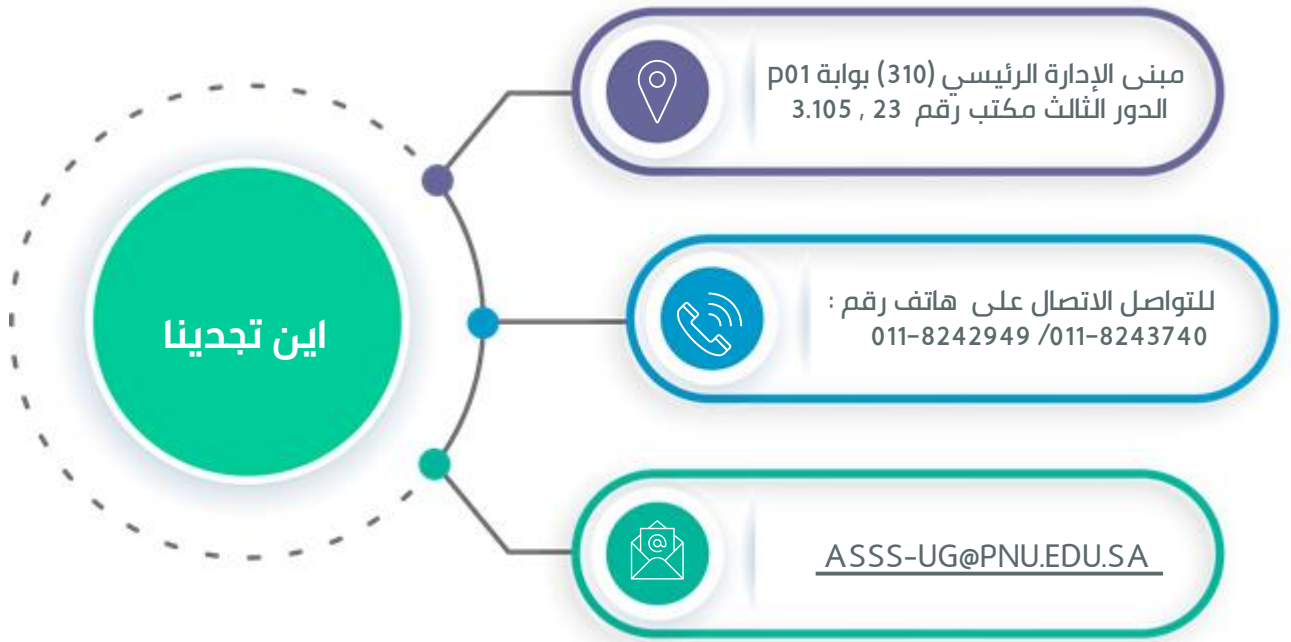 اين تجدينا
مبنى الإدارة الرئيسي (310) بوابة p01
الدور الثالث مكتب رقم 23 , 3.105
للتواصل الاتصال على هاتف رقم :
011-8242949 /011-8243740
ASSS-UG@PNU.EDU.SA